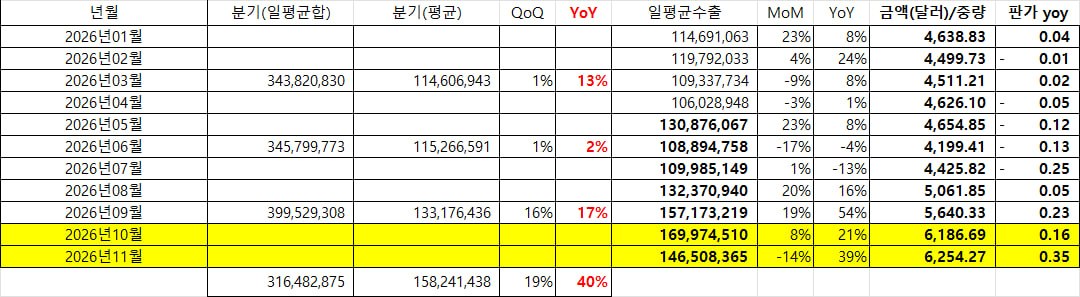 년월 분기(일평균합) 분기(평균) QoQ YoY 일평균수출 MoM YoY 금액(달러)/중량 판가 yoy
2026년01월 114,691,063 23% 8% 4,638.83 0.04
2026년02월 119,792,033 4% 24% 4,499.73 - 0.01
2026년03월 343,820,830 114,606,943 1% 13% 109,337,734 -9% 8% 4,511.21 0.02
2026년04월 106,028,948 -3% 1% 4,626.10 - 0.05
2026년05월 130,876,067 23% 8% 4,654.85 - 0.12
2026년06월 345,799,773 115,266,591 1% 2% 108,894,758 -17% -4% 4,199.41 - 0.13
2026년07월 109,985,149 1% -13% 4,425.82 - 0.25
2026년08월 132,370,940 20% 16% 5,061.85 0.05
2026년09월 399,529,308 133,176,436 16% 17% 157,173,219 19% 54% 5,640.33 0.23
2026년10월 169,974,510 8% 21% 6,186.69 0.16
2026년11월 146,508,365 -14% 39% 6,254.27 0.35
316,482,875 158,241,438 19% 40%